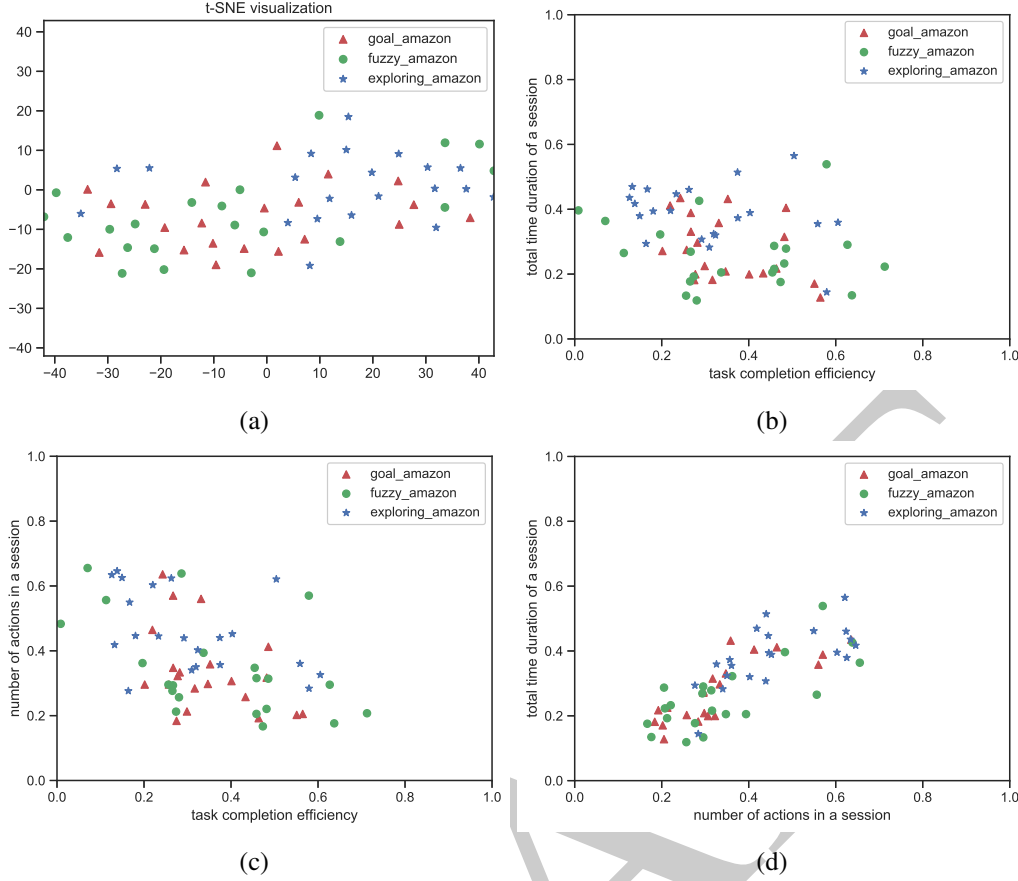 t-SNE visualization
40
30
20
10
0
−10
−20
−30
−40
−40
−30
−20
−10
0
10
20
30
40
goal_amazon
fuzzy_amazon
exploring_amazon
(a)
total time duration of a session
1.0
0.8
0.6
0.4
0.2
0.0
0.0
0.2
0.4
0.6
0.8
1.0
task completion efficiency
goal_amazon
fuzzy_amazon
exploring_amazon
(b)
number of actions in a session
1.0
0.8
0.6
0.4
0.2
0.0
0.0
0.2
0.4
0.6
0.8
1.0
task completion efficiency
goal_amazon
fuzzy_amazon
exploring_amazon
(c)
total time duration of a session
1.0
0.8
0.6
0.4
0.2
0.0
0.0
0.2
0.4
0.6
0.8
1.0
number of actions in a session
goal_amazon
fuzzy_amazon
exploring_amazon
(d)